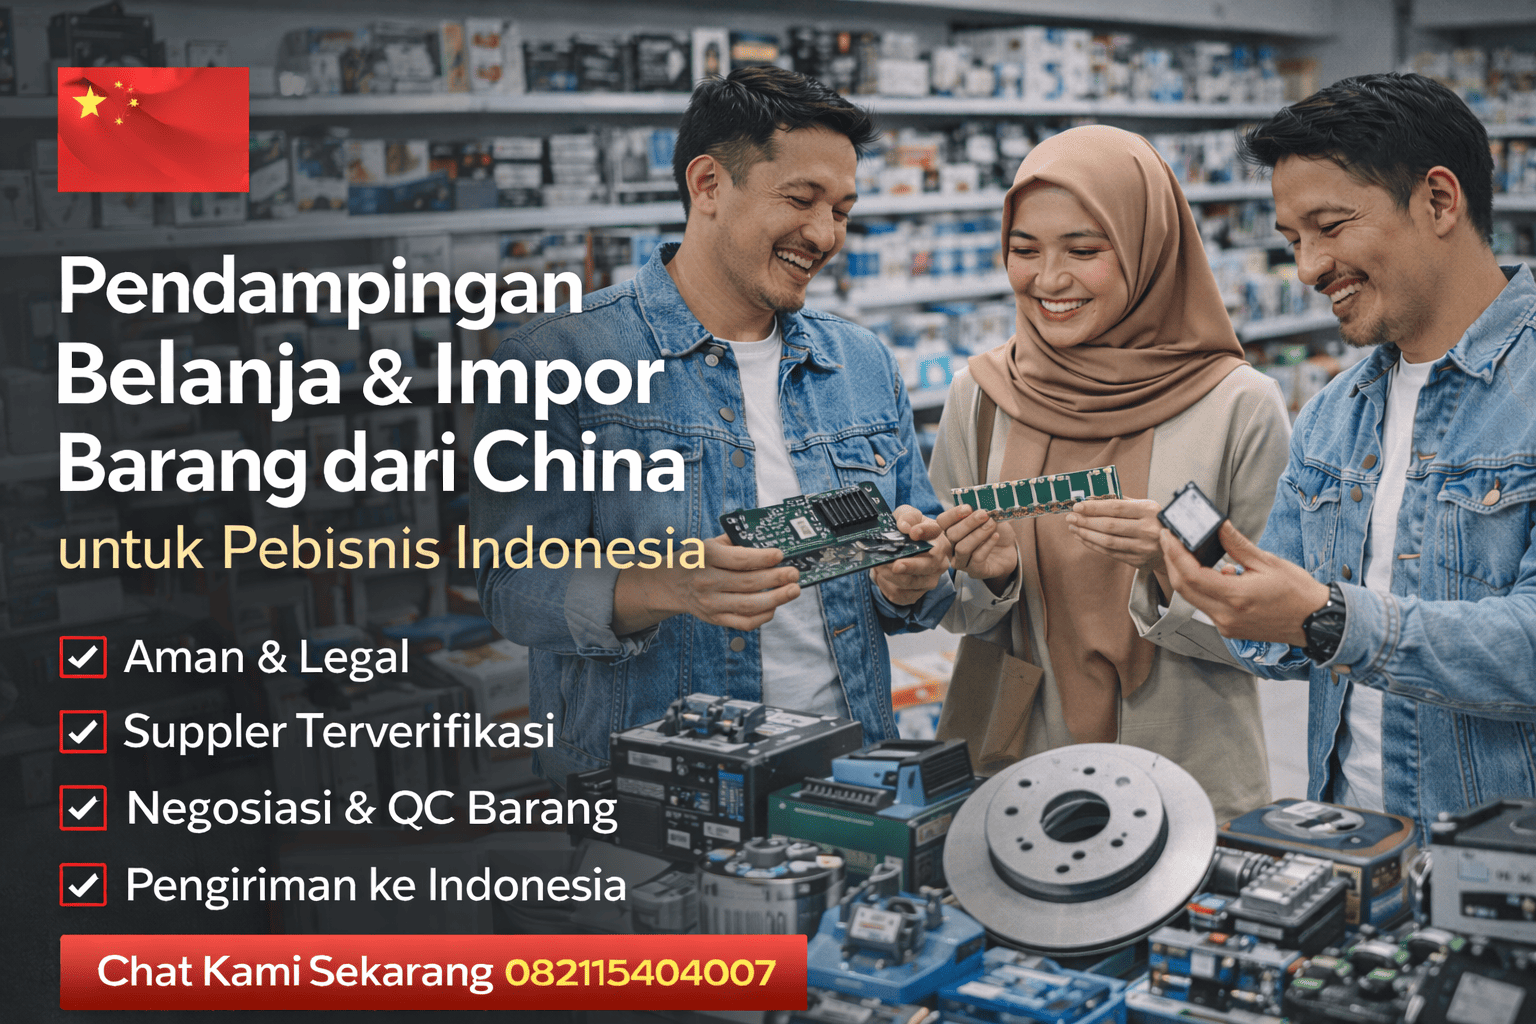 Pendampingan
Belanja & Impor
Barang dari China
untuk Pebisnis Indonesia
Aman & Legal
Suppler Terverifikasi
Negosiasi & QC Barang
Pengiriman ke Indonesia
Chat Kami Sekarang 082115404007